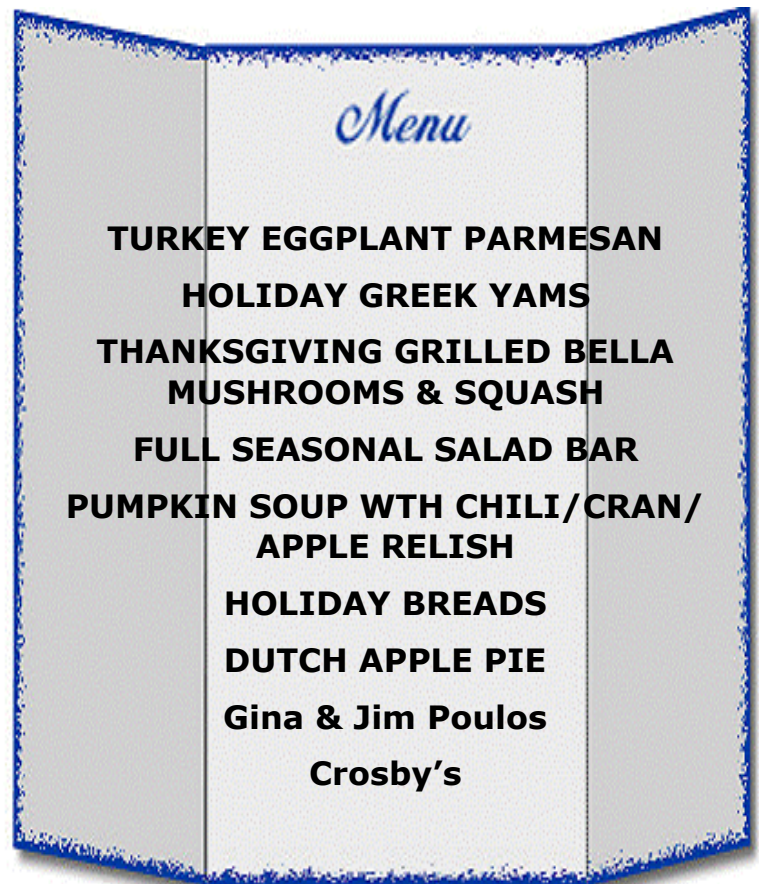 Menu
TURKEY EGGPLANT PARMESAN
HOLIDAY GREEK YAMS
THANKSGIVING GRILLED BELLA
MUSHROOMS & SQUASH
FULL SEASONAL SALAD BAR
PUMPKIN SOUP WTH CHILI/CRAN/
APPLE RELISH
HOLIDAY BREADS
DUTCH APPLE PIE
Gina & Jim Poulos
Crosby’s